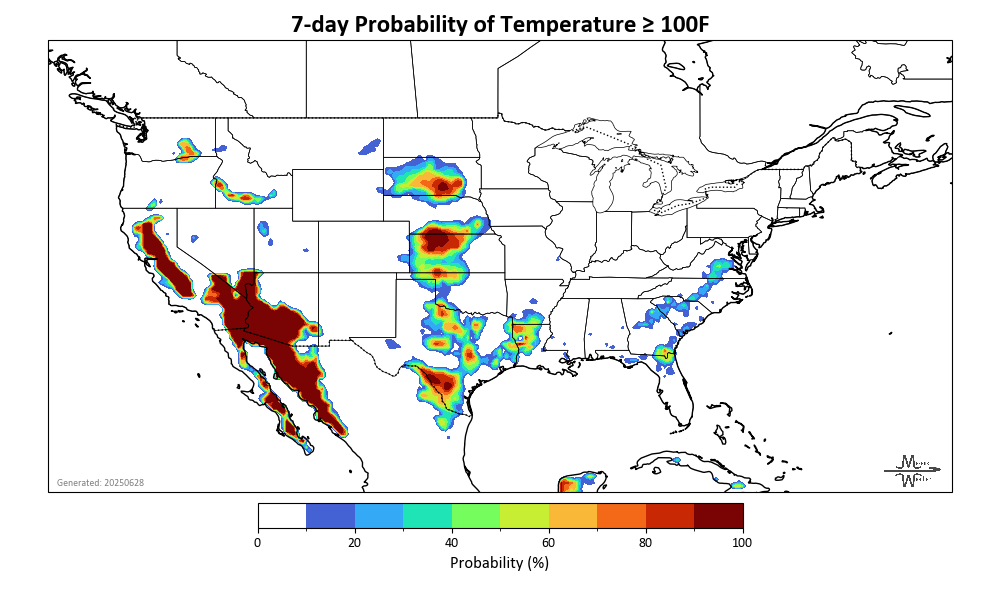 7-day Probability of Temperature ≥ 100F
Generated: 20250628
M
W
0 20 40 60 80 100
Probability (%)